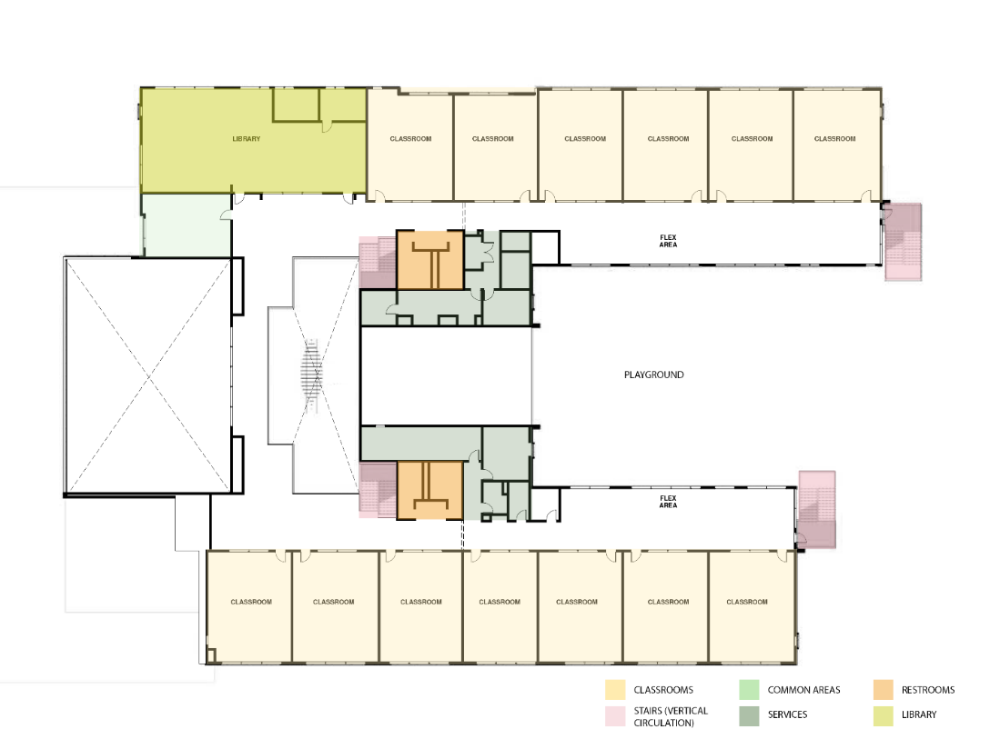 LIBRARY
CLASSROOM
CLASSROOM
CLASSROOM
CLASSROOM
CLASSROOM
CLASSROOM
FLEX
AREA
PLAYGROUND
FLEX
AREA
CLASSROOM
CLASSROOM
CLASSROOM
CLASSROOM
CLASSROOM
CLASSROOM
CLASSROOM
CLASSROOMS
COMMON AREAS
RESTROOMS
STAIRS (VERTICAL
CIRCULATION)
SERVICES
LIBRARY